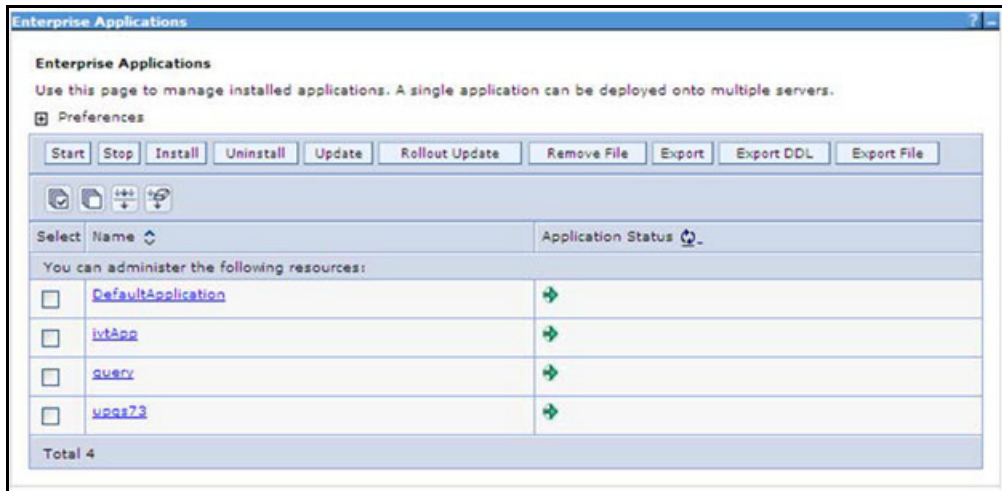 Enterprise Applications ? -
Enterprise Applications
Use this page to manage installed applications. A single application can be deployed onto multiple servers.
Preferences
Start Stop Install Uninstall Update Rollout Update Remove File Export Export DDL Export File
Select Name Application Status
You can administer the following resources:
DefaultApplication
ivtApp
query
upgs73
Total 4